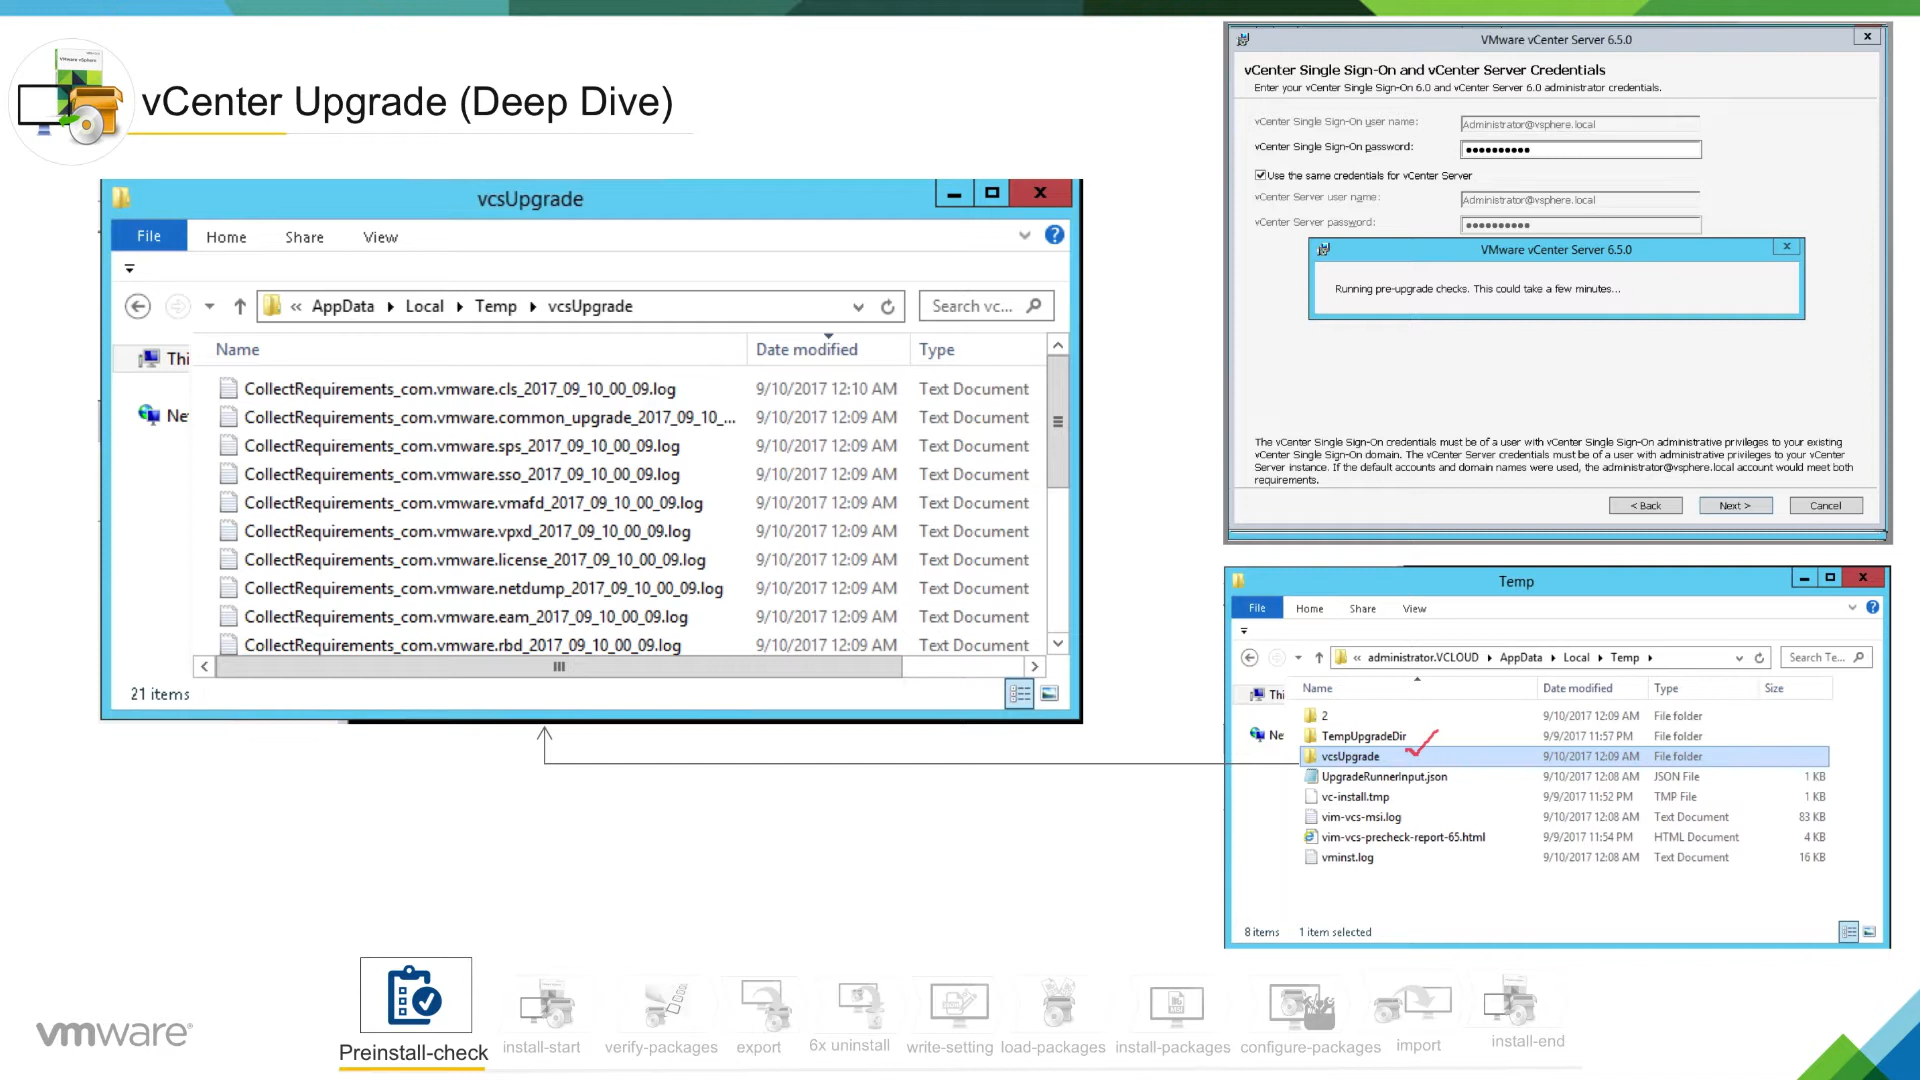 vCenter Upgrade (Deep Dive)
vcsUpgrade
File Home Share View
« AppData Local Temp vcsUpgrade
Search vc...
Thi
Ne
Name Date modified Type
CollectRequirements_com.vmware.cls_2017_09_10_00_09.log 9/10/2017 12:10 AM Text Document
CollectRequirements_com.vmware.common_upgrade_2017_09_10_... 9/10/2017 12:09 AM Text Document
CollectRequirements_com.vmware.sps_2017_09_10_00_09.log 9/10/2017 12:09 AM Text Document
CollectRequirements_com.vmware.sso_2017_09_10_00_09.log 9/10/2017 12:09 AM Text Document
CollectRequirements_com.vmware.vmafd_2017_09_10_00_09.log 9/10/2017 12:09 AM Text Document
CollectRequirements_com.vmware.vpxd_2017_09_10_00_09.log 9/10/2017 12:09 AM Text Document
CollectRequirements_com.vmware.license_2017_09_10_00_09.log 9/10/2017 12:09 AM Text Document
CollectRequirements_com.vmware.netdump_2017_09_10_00_09.log 9/10/2017 12:09 AM Text Document
CollectRequirements_com.vmware.eam_2017_09_10_00_09.log 9/10/2017 12:09 AM Text Document
CollectRequirements_com.vmware.rbd_2017_09_10_00_09.log 9/10/2017 12:09 AM Text Document
21 items
VMware vCenter Server 6.5.0
vCenter Single Sign-On and vCenter Server Credentials
Enter your vCenter Single Sign-On 6.0 and vCenter Server 6.0 administrator credentials.
vCenter Single Sign-On user name: Administrator@vsphere.local
vCenter Single Sign-On password:
Use the same credentials for vCenter Server
vCenter Server user name: Administrator@vsphere.local
vCenter Server password:
VMware vCenter Server 6.5.0
Running pre-upgrade checks. This could take a few minutes...
The vCenter Single Sign-On credentials must be of a user with vCenter Single Sign-On administrative privileges to your existing
vCenter Single Sign-On domain. The vCenter Server credentials must be of a user with administrative privileges to your vCenter
Server instance. If the default accounts and domain names were used, the administrator@vsphere.local account would meet both
requirements.
< Back Next > Cancel
Temp
File Home Share View
« administrator.VCLOUD AppData Local Temp
Search Te...
Thi
Ne
Name Date modified Type Size
2 9/10/2017 12:09 AM File folder
TempUpgradeDir 9/9/2017 11:57 PM File folder
vcsUpgrade 9/10/2017 12:09 AM File folder
UpgradeRunnerInput.json 9/10/2017 12:08 AM JSON File 1 KB
vc-install.tmp 9/9/2017 11:52 PM TMP File 1 KB
vim-vcs-msi.log 9/10/2017 12:08 AM Text Document 83 KB
vim-vcs-precheck-report-65.html 9/9/2017 11:54 PM HTML Document 4 KB
vminst.log 9/10/2017 12:08 AM Text Document 16 KB
8 items 1 item selected
vmware®
Preinstall-check install-start verify-packages export 6x uninstall write-setting load-packages install-packages configure-packages import install-end